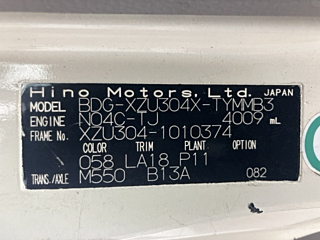 Hino Motors, Ltd. JAPAN
MODEL BDG-XZU304X-TYMMB3
ENGINE N04C-TJ 4009 mL
FRAME No. XZU304-1010374
COLOR TRIM PLANT OPTION
058 LA18 P11
TRANS./AXLE M550 B13A 082